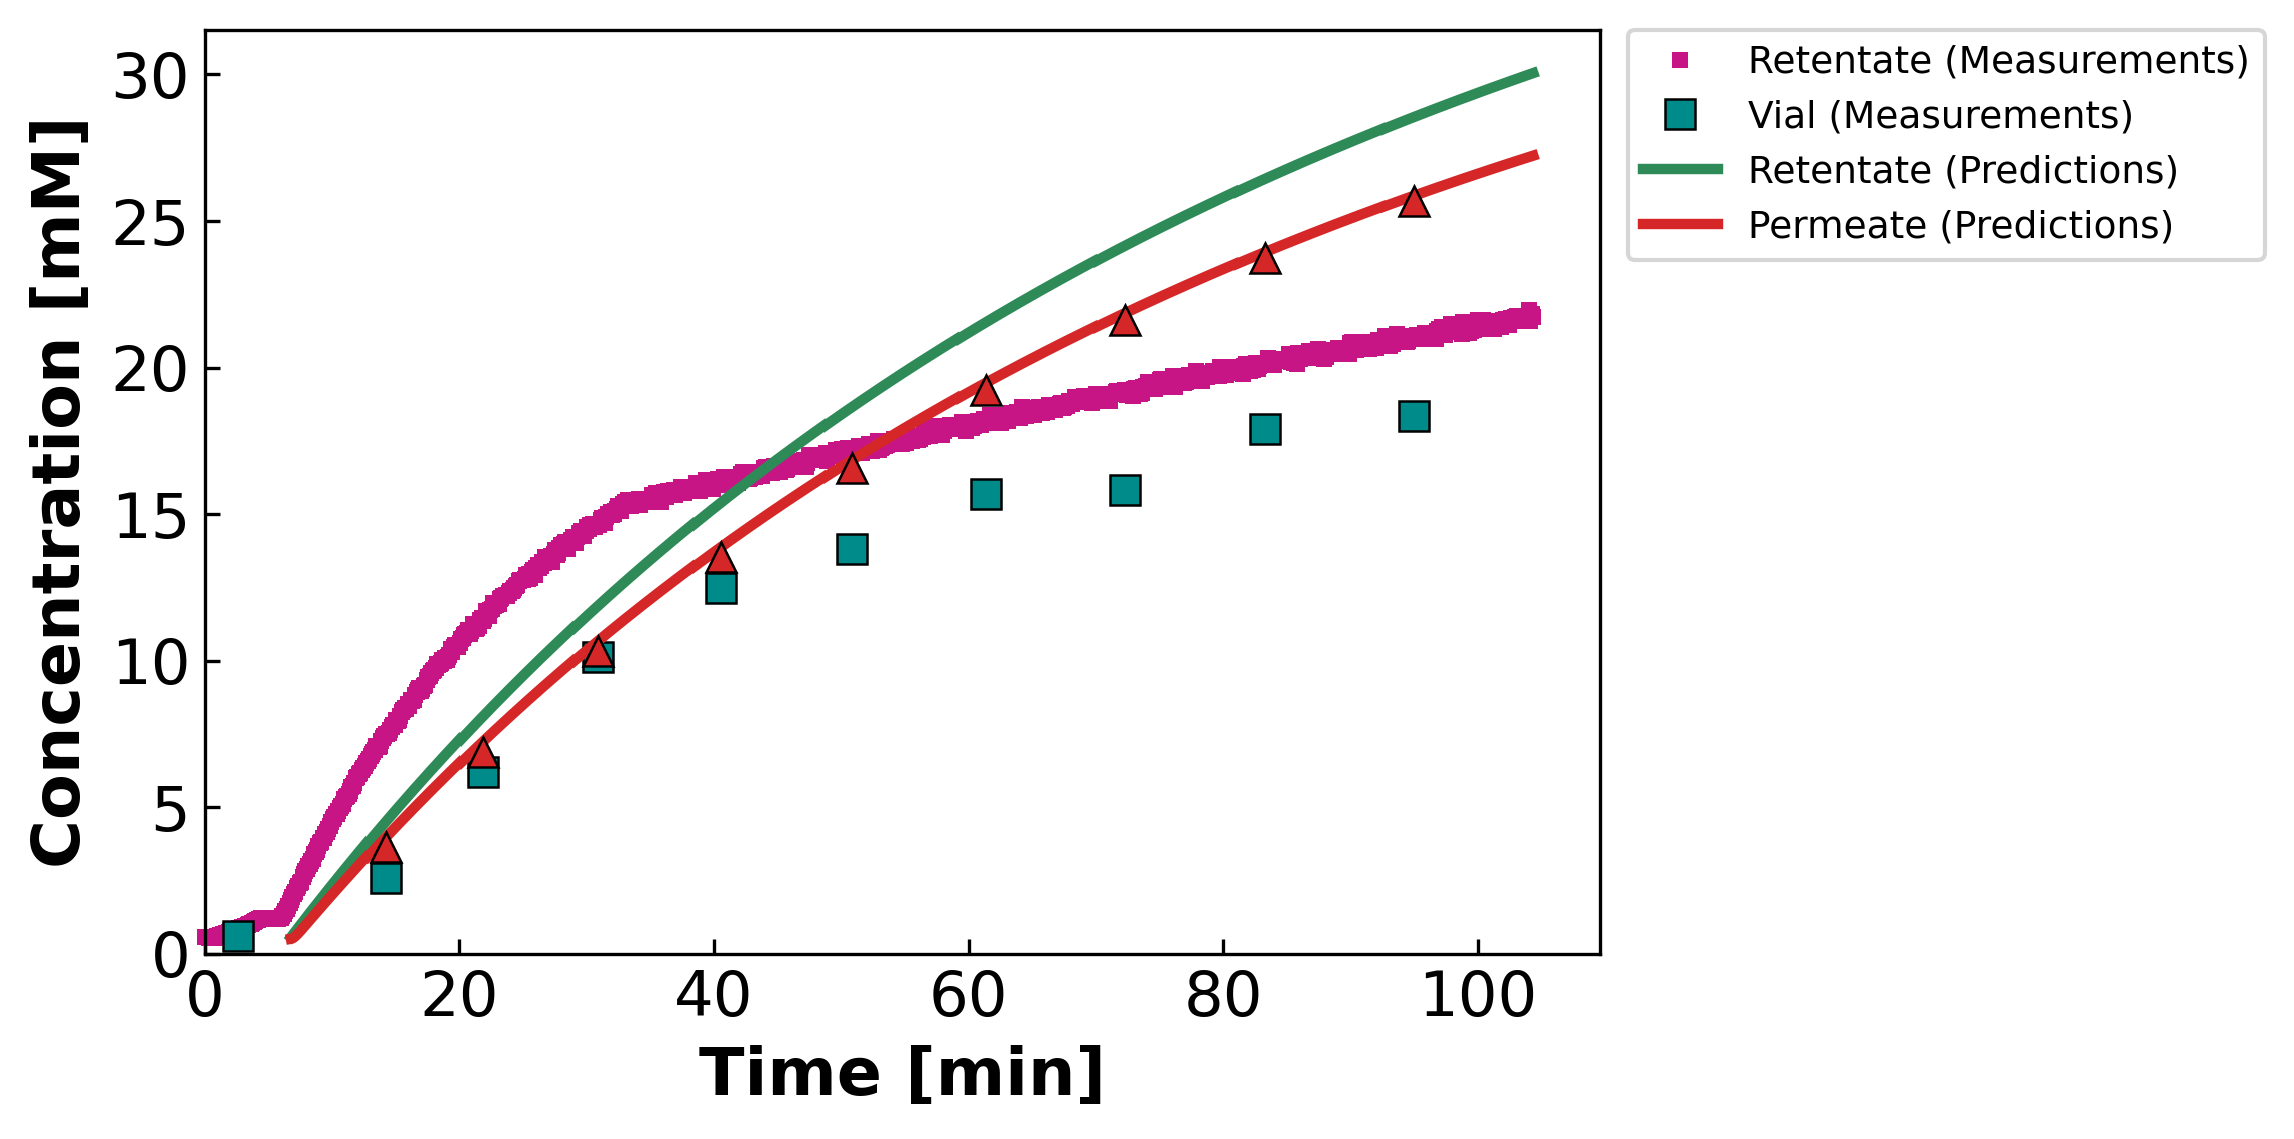 Concentration [mM]
30
25
20
15
10
5
0
0 20 40 60 80 100
Time [min]
Retentate (Measurements)
Vial (Measurements)
Retentate (Predictions)
Permeate (Predictions)